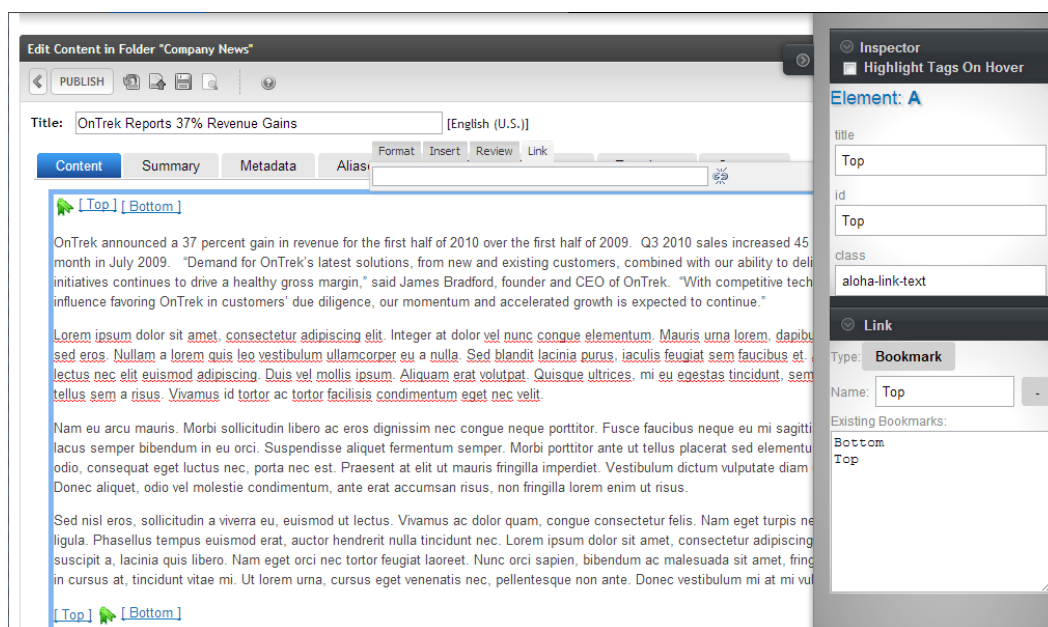 Edit Content in Folder "Company News"
PUBLISH
Title: OnTrek Reports 37% Revenue Gains [English (U.S.)]
Format Insert Review Link
Content Summary Metadata Alias
[ Top ] [ Bottom ]
OnTrek announced a 37 percent gain in revenue for the first half of 2010 over the first half of 2009. Q3 2010 sales increased 45
month in July 2009. “Demand for OnTrek’s latest solutions, from new and existing customers, combined with our ability to deli
initiatives continues to drive a healthy gross margin,” said James Bradford, founder and CEO of OnTrek. “With competitive tech
influence favoring OnTrek in customers’ due diligence, our momentum and accelerated growth is expected to continue.”
Lorem ipsum dolor sit amet, consectetur adipiscing elit. Integer at dolor vel nunc congue elementum. Mauris urna lorem, dapibu
sed eros. Nullam a lorem quis leo vestibulum ullamcorper eu a nulla. Sed blandit lacinia purus, iaculis feugiat sem faucibus et.
lectus nec elit euismod adipiscing. Duis vel mollis ipsum. Aliquam erat volutpat. Quisque ultrices, mi eu egestas tincidunt, sem
tellus sem a risus. Vivamus id tortor ac tortor facilisis condimentum eget nec velit.
Nam eu arcu mauris. Morbi sollicitudin libero ac eros dignissim nec congue neque porttitor. Fusce faucibus neque eu mi sagitti
lacus semper bibendum in eu orci. Suspendisse aliquet fermentum semper. Morbi porttitor ante ut tellus placerat sed elementu
odio, consequat eget luctus nec, porta nec est. Praesent at elit ut mauris fringilla imperdiet. Vestibulum dictum vulputate diam
Donec aliquet, odio vel molestie condimentum, ante erat accumsan risus, non fringilla lorem enim ut risus.
Sed nisl eros, sollicitudin a viverra eu, euismod ut lectus. Vivamus ac dolor quam, congue consectetur felis. Nam eget turpis ne
ligula. Phasellus tempus euismod erat, auctor hendrerit nulla tincidunt nec. Lorem ipsum dolor sit amet, consectetur adipiscing
suscipit a, lacinia quis libero. Nam eget orci nec tortor feugiat laoreet. Nunc orci sapien, bibendum ac malesuada sit amet, fring
in cursus at, tincidunt vitae mi. Ut lorem urna, cursus eget venenatis nec, pellentesque non ante. Donec vestibulum mi at mi vul
[ Top ] [ Bottom ]
Inspector
Highlight Tags On Hover
Element: A
title
Top
id
Top
class
aloha-link-text
Link
Type: Bookmark
Name: Top -
Existing Bookmarks:
Bottom
Top